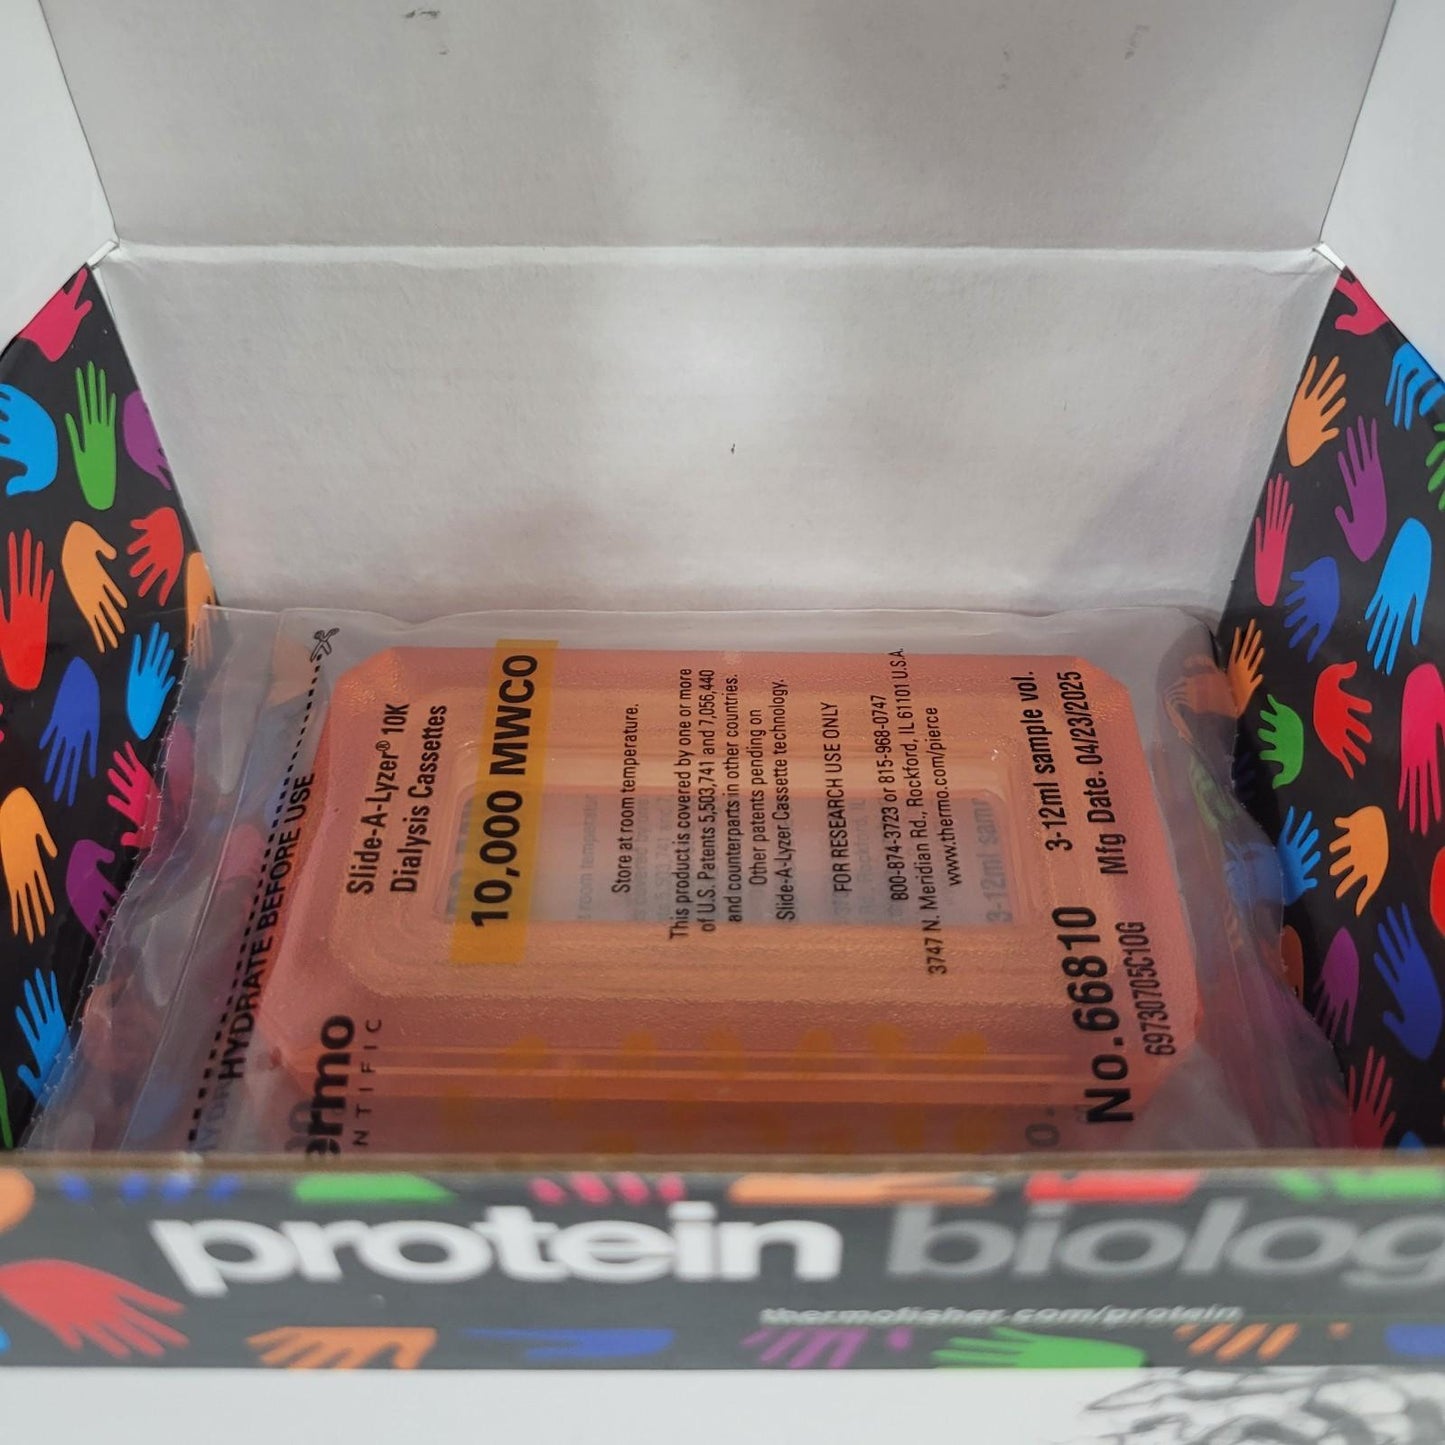 HYDRATE BEFORE USE
Slide-A-Lyzer® 10K
Dialysis Cassettes
10,000 MWCO
Store at room temperature.
This product is covered by one or more
of U.S. Patents 5,503,741 and 7,056,440
and counterparts in other countries.
Other patents pending on
Slide-A-Lyzer Cassette technology.
FOR RESEARCH USE ONLY
800-874-3723 or 815-968-0747
3747 N. Meridian Rd., Rockford, IL 61101 U.S.A.
www.thermo.com/pierce
3-12ml sample vol.
No.66810 Mfg Date: 04/23/2025
69730705C10G
ermo
NTIFIC
protein biolog
thermofisher.com/protein